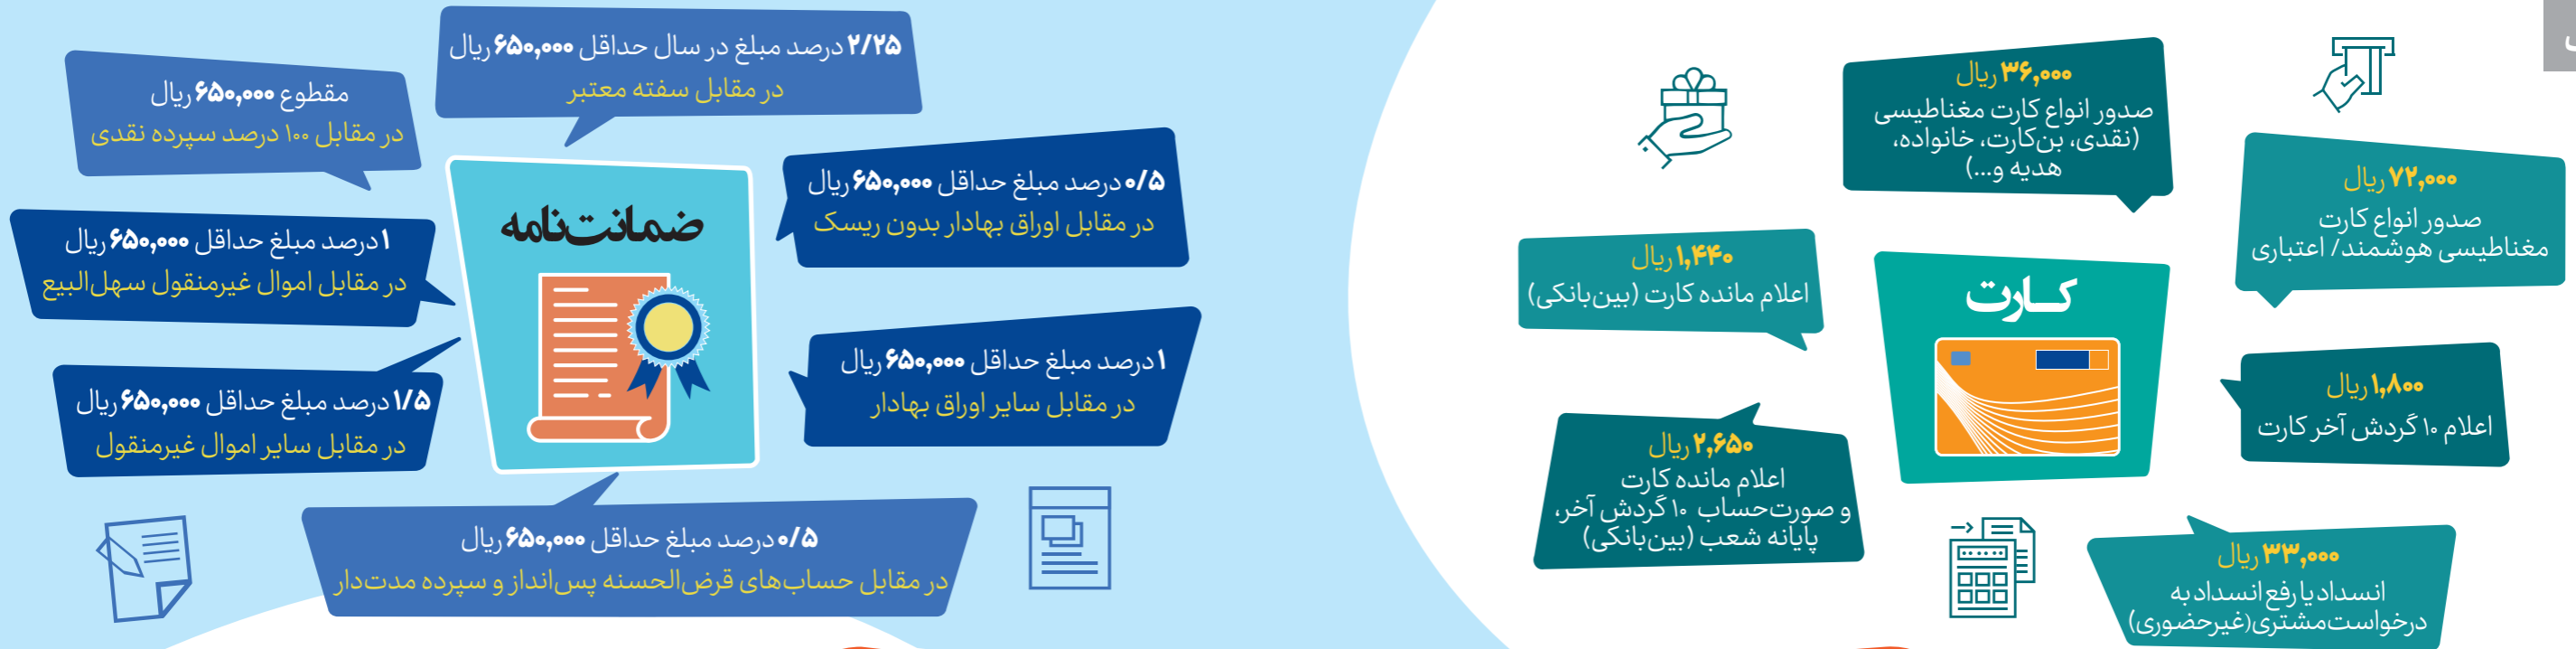 ۳۶,۰۰۰ ریال
صدور انواع کارت مغناطیسی
(نقدی، بن‌کارت، خانواده،
هدیه و...)
۷۲,۰۰۰ ریال
صدور انواع کارت
مغناطیسی هوشمند/ اعتباری
۱,۴۴۰ ریال
اعلام مانده کارت (بین‌بانکی)
کارت
۱,۸۰۰ ریال
اعلام ۱۰ گردش آخر کارت
۲,۶۵۰ ریال
اعلام مانده کارت
و صورت‌حساب ۱۰ گردش آخر،
پایانه شعب (بین‌بانکی)
۳۳,۰۰۰ ریال
انسداد یا رفع انسداد به
درخواست مشتری(غیرحضوری)
۲/۲۵ درصد مبلغ در سال حداقل ۶۵۰,۰۰۰ ریال
در مقابل سفته معتبر
مقطوع ۶۵۰,۰۰۰ ریال
در مقابل ۱۰۰ درصد سپرده نقدی
۰/۵ درصد مبلغ حداقل ۶۵۰,۰۰۰ ریال
در مقابل اوراق بهادار بدون ریسک
ضمانت‌نامه
۱ درصد مبلغ حداقل ۶۵۰,۰۰۰ ریال
در مقابل اموال غیرمنقول سهل‌البیع
۱ درصد مبلغ حداقل ۶۵۰,۰۰۰ ریال
در مقابل سایر اوراق بهادار
۱/۵ درصد مبلغ حداقل ۶۵۰,۰۰۰ ریال
در مقابل سایر اموال غیرمنقول
۰/۵ درصد مبلغ حداقل ۶۵۰,۰۰۰ ریال
در مقابل حساب‌های قرض‌الحسنه پس‌انداز و سپرده مدت‌دار